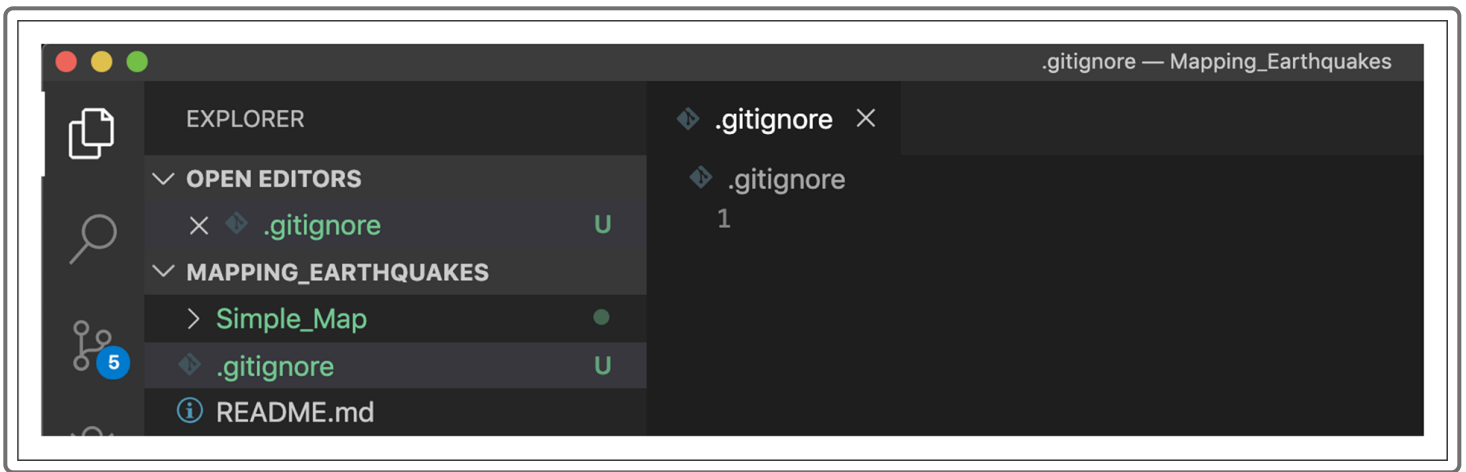 .gitignore — Mapping_Earthquakes
EXPLORER
OPEN EDITORS
.gitignore U
MAPPING_EARTHQUAKES
Simple_Map
.gitignore U
README.md
5
.gitignore
.gitignore
1